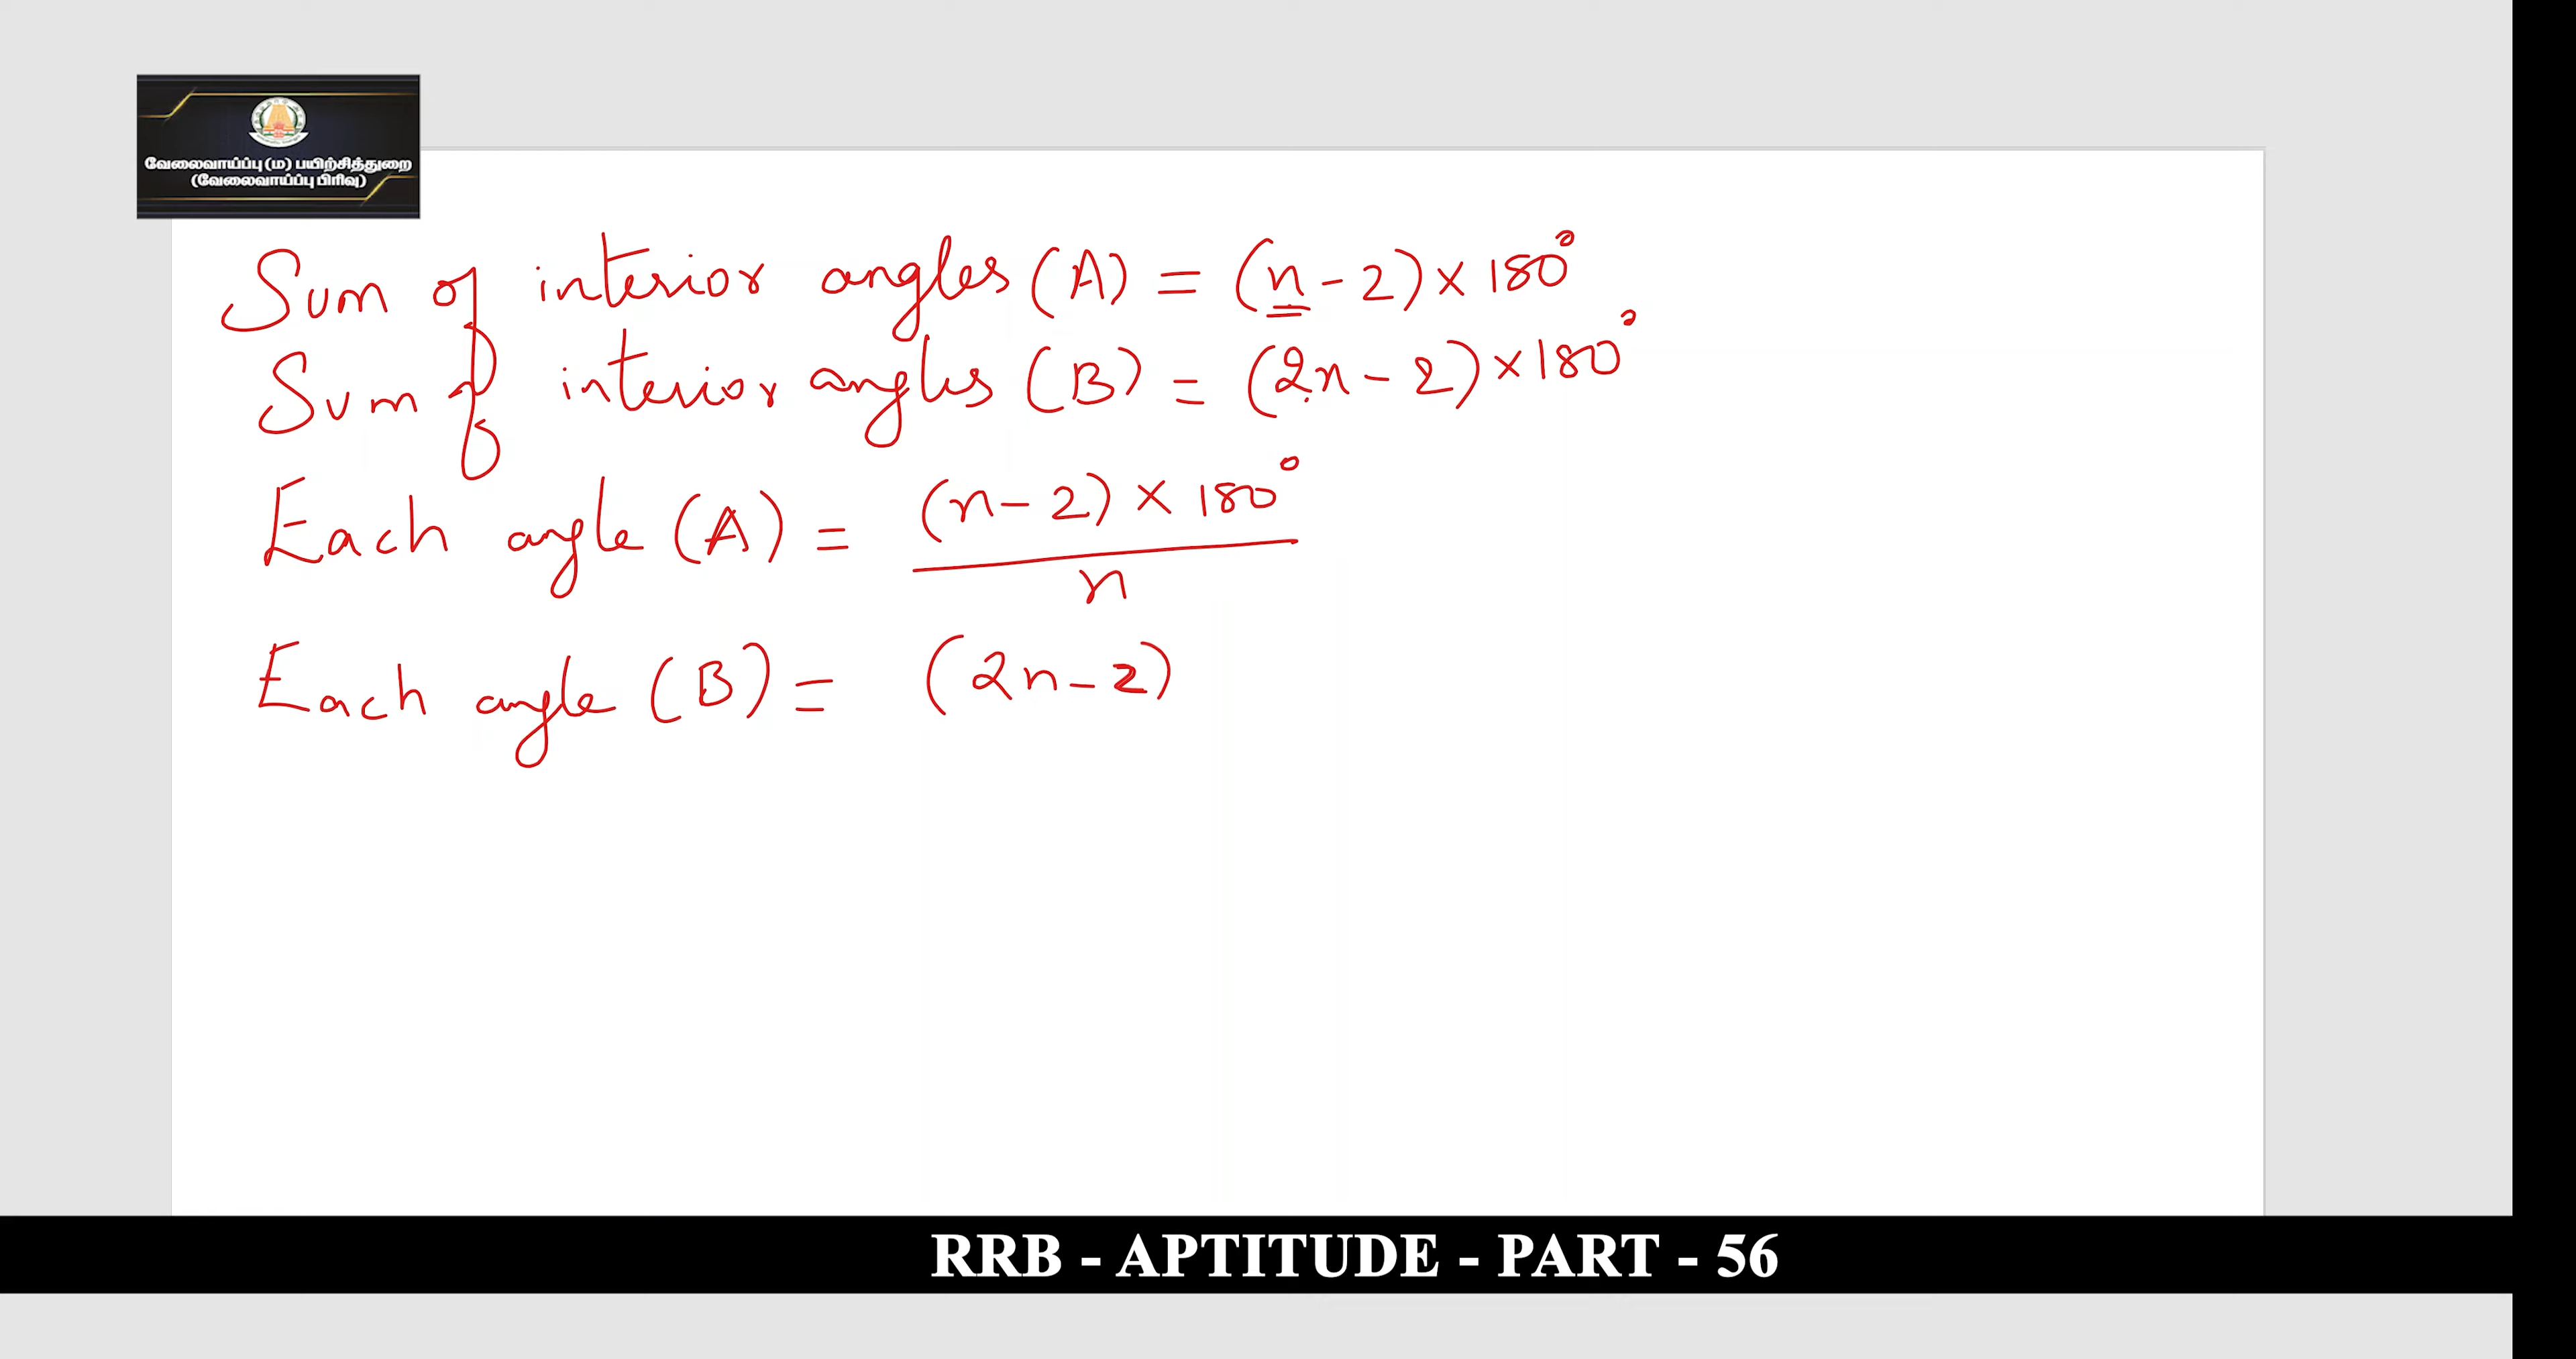 வேலைவாய்ப்பு (ம) பயிற்சித்துறை
(வேலைவாய்ப்பு பிரிவு)
Sum of interior angles (A) = (n - 2) × 180°
Sum of interior angles (B) = (2n - 2) × 180°
Each angle (A) = (n - 2) × 180° / n
Each angle (B) = (2n - 2)
RRB - APTITUDE - PART - 56